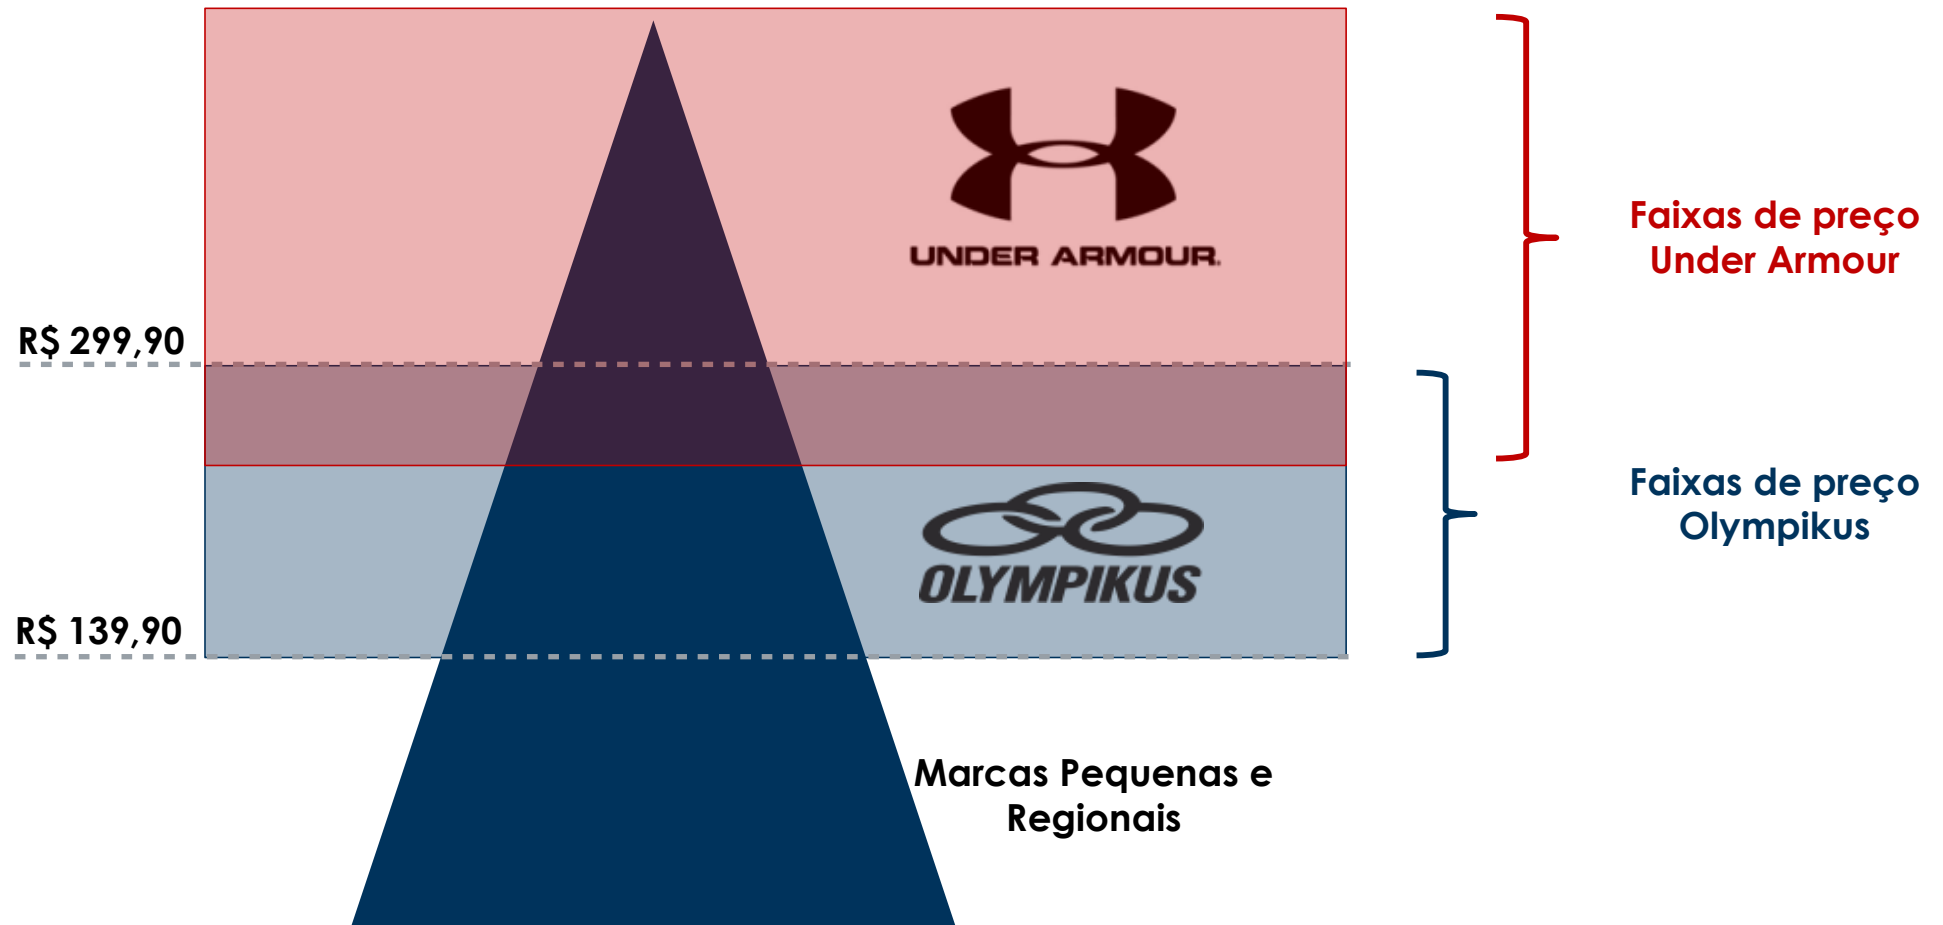 UNDER ARMOUR.
Faixas de preço
Under Armour
R$ 299,90
Faixas de preço
Olympikus
OLYMPIKUS
R$ 139,90
Marcas Pequenas e
Regionais